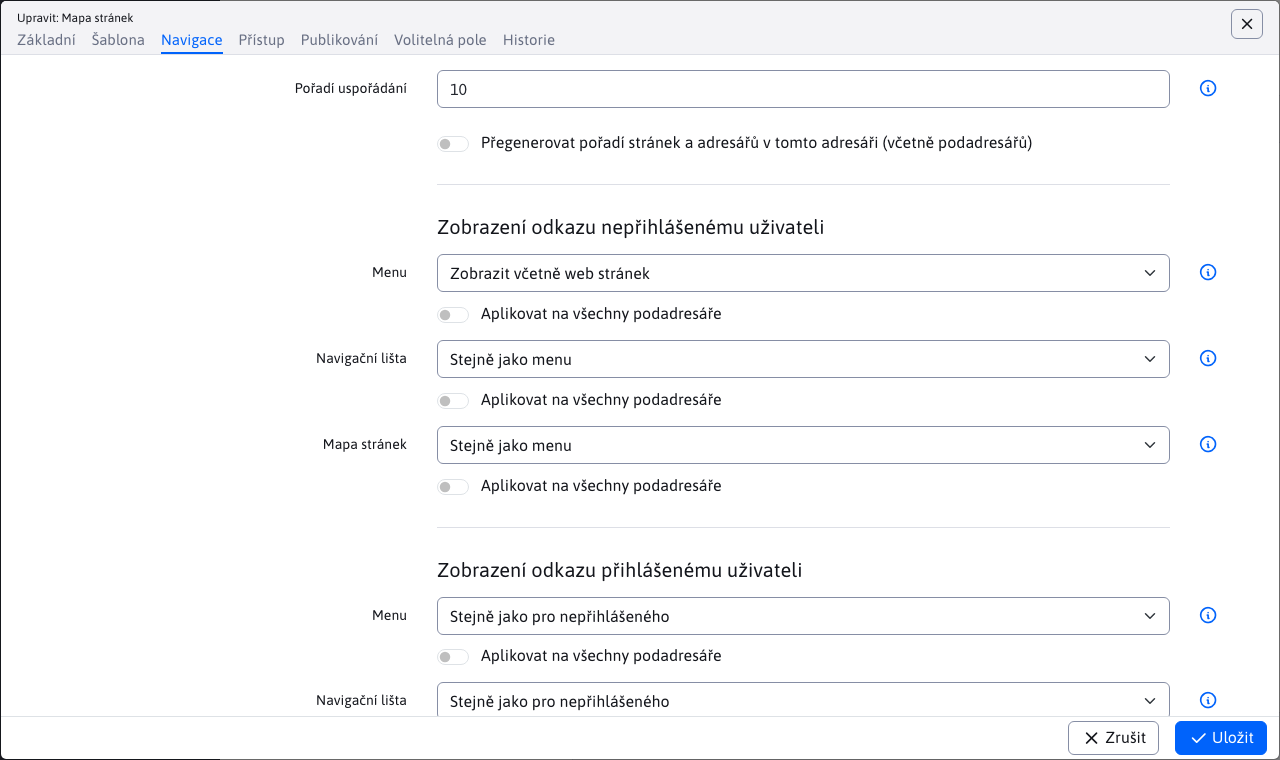 Upravit: Mapa stránek
Základní Šablona Navigace Přístup Publikování Volitelná pole Historie
Pořadí uspořádání 10
Přegenerovat pořadí stránek a adresářů v tomto adresáři (včetně podadresářů)
Zobrazení odkazu nepřihlášenému uživateli
Menu Zobrazit včetně web stránek
Aplikovat na všechny podadresáře
Navigační lišta Stejně jako menu
Aplikovat na všechny podadresáře
Mapa stránek Stejně jako menu
Aplikovat na všechny podadresáře
Zobrazení odkazu přihlášenému uživateli
Menu Stejně jako pro nepřihlášeného
Aplikovat na všechny podadresáře
Navigační lišta Stejně jako pro nepřihlášeného
Zrušit Uložit